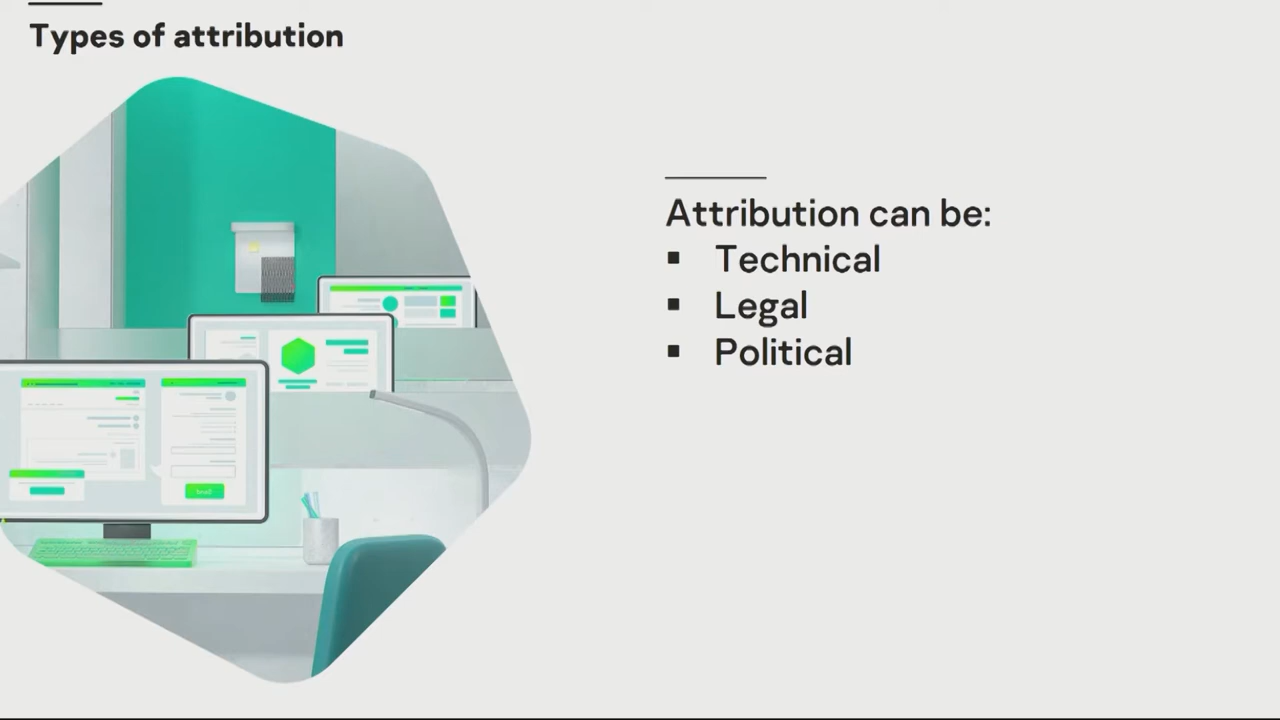 Types of attribution
Attribution can be:
▪ Technical
▪ Legal
▪ Political